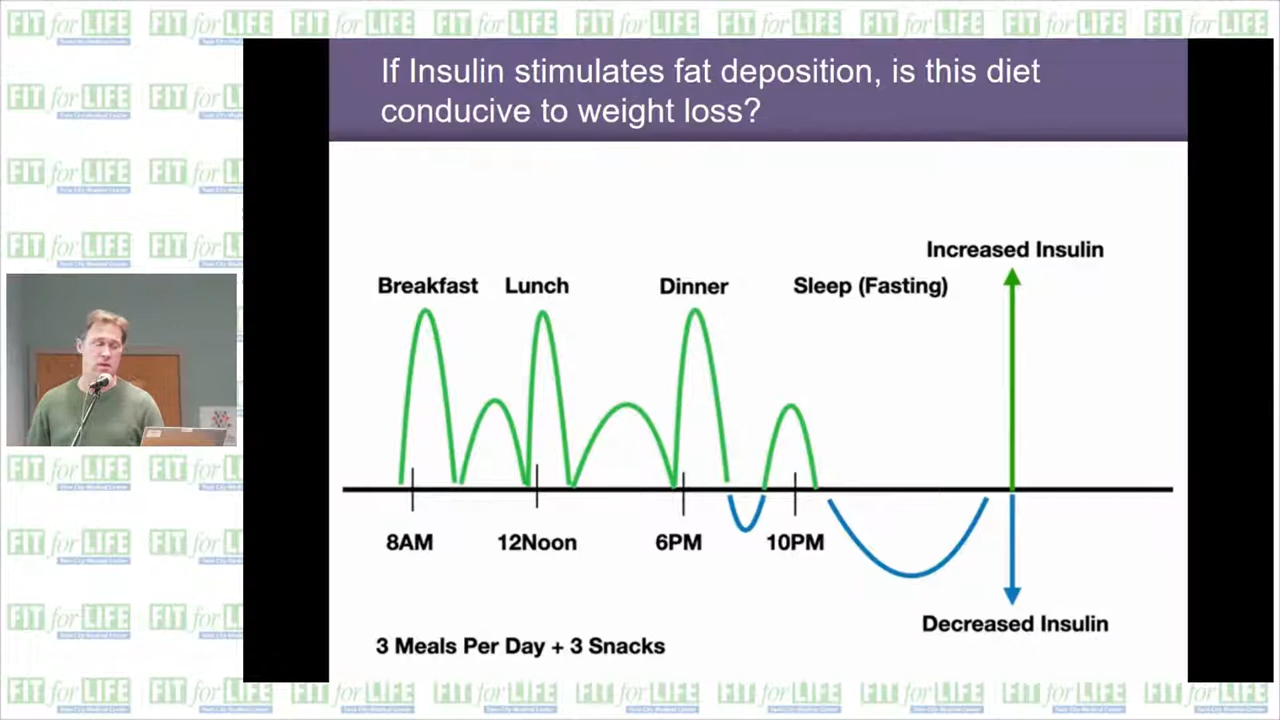 FIT for LIFE
If Insulin stimulates fat deposition, is this diet
conducive to weight loss?
Increased Insulin
Breakfast Lunch Dinner Sleep (Fasting)
8AM 12Noon 6PM 10PM
Decreased Insulin
3 Meals Per Day + 3 Snacks